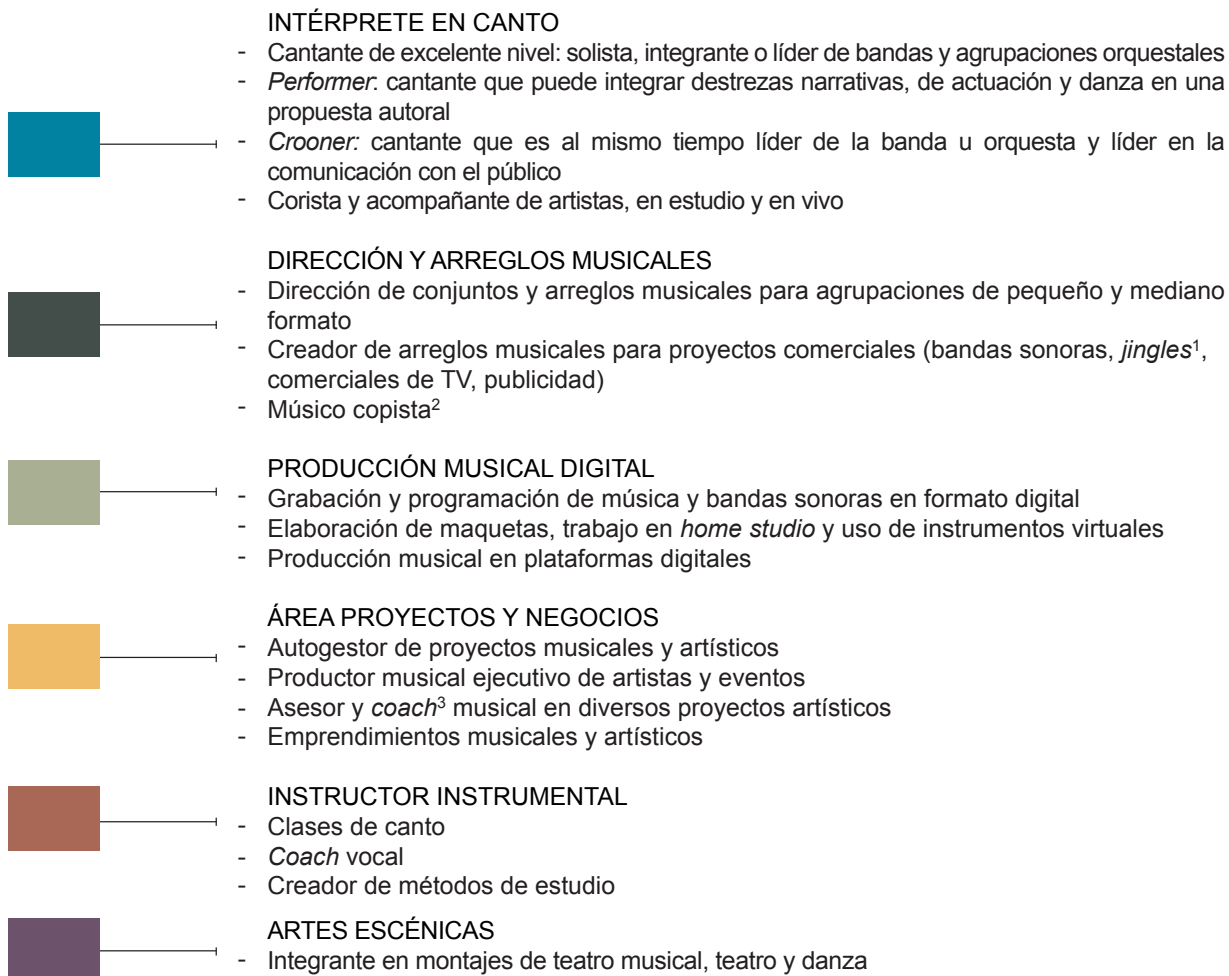 INTÉRPRETE EN CANTO
- Cantante de excelente nivel: solista, integrante o líder de bandas y agrupaciones orquestales
- Performer: cantante que puede integrar destrezas narrativas, de actuación y danza en una
propuesta autoral
- Crooner: cantante que es al mismo tiempo líder de la banda u orquesta y líder en la
comunicación con el público
- Corista y acompañante de artistas, en estudio y en vivo
DIRECCIÓN Y ARREGLOS MUSICALES
- Dirección de conjuntos y arreglos musicales para agrupaciones de pequeño y mediano
formato
- Creador de arreglos musicales para proyectos comerciales (bandas sonoras, jingles¹,
comerciales de TV, publicidad)
- Músico copista²
PRODUCCIÓN MUSICAL DIGITAL
- Grabación y programación de música y bandas sonoras en formato digital
- Elaboración de maquetas, trabajo en home studio y uso de instrumentos virtuales
- Producción musical en plataformas digitales
ÁREA PROYECTOS Y NEGOCIOS
- Autogestor de proyectos musicales y artísticos
- Productor musical ejecutivo de artistas y eventos
- Asesor y coach³ musical en diversos proyectos artísticos
- Emprendimientos musicales y artísticos
INSTRUCTOR INSTRUMENTAL
- Clases de canto
- Coach vocal
- Creador de métodos de estudio
ARTES ESCÉNICAS
- Integrante en montajes de teatro musical, teatro y danza